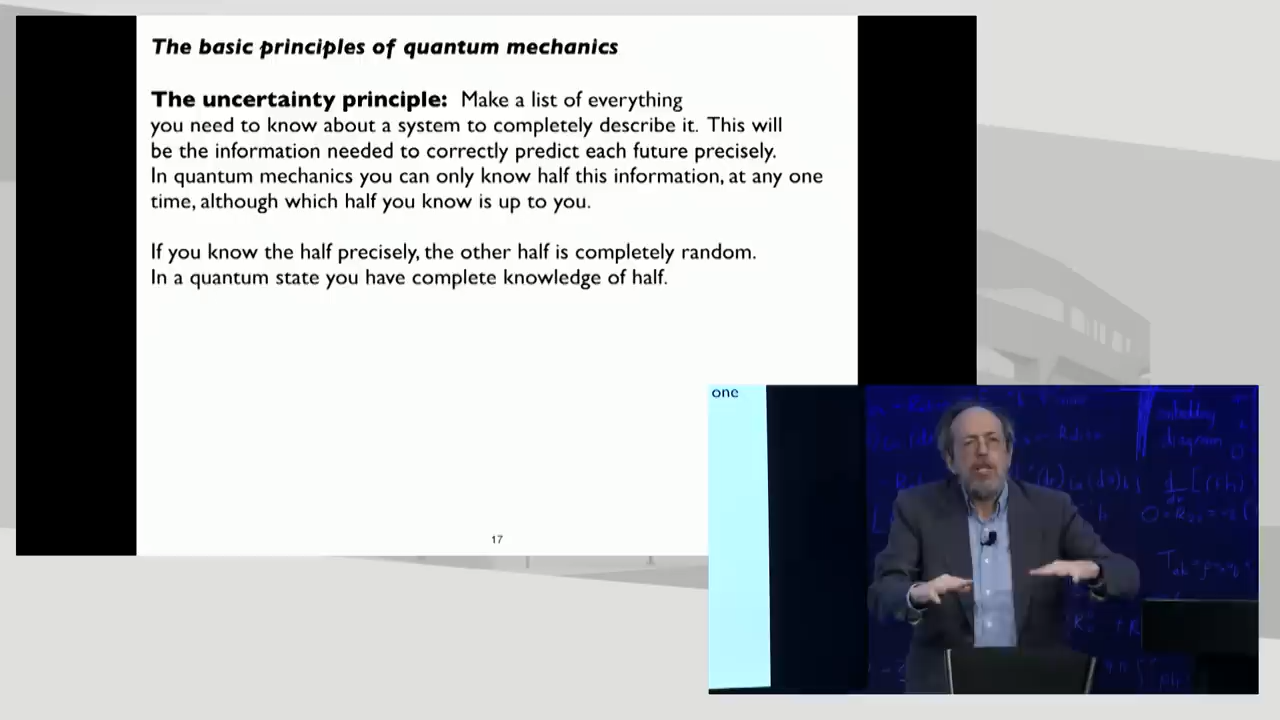 The basic principles of quantum mechanics
The uncertainty principle: Make a list of everything
you need to know about a system to completely describe it. This will
be the information needed to correctly predict each future precisely.
In quantum mechanics you can only know half this information, at any one
time, although which half you know is up to you.
If you know the half precisely, the other half is completely random.
In a quantum state you have complete knowledge of half.
17
one
embedding
diagram